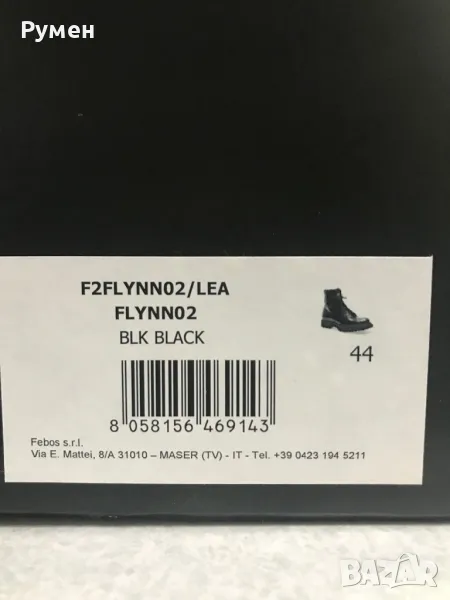 Румен
F2FLYNN02/LEA
FLYNN02
BLK BLACK
44
8 058156 469143
Febos s.r.l.
Via E. Mattei, 8/A 31010 – MASER (TV) - IT - Tel. +39 0423 194 5211
БАЗАР